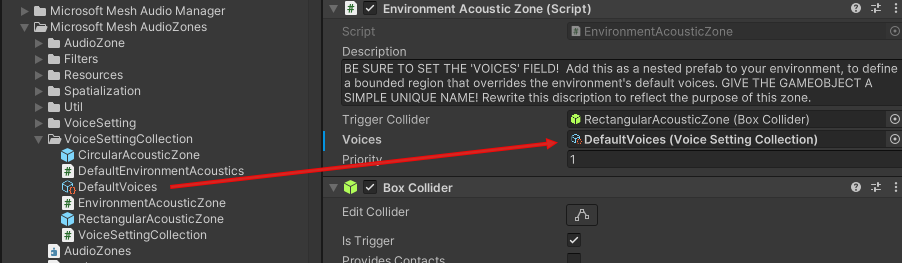 Microsoft Mesh Audio Manager
Microsoft Mesh AudioZones
AudioZone
Filters
Resources
Spatialization
Util
VoiceSetting
VoiceSettingCollection
CircularAcousticZone
DefaultEnvironmentAcoustics
DefaultVoices
EnvironmentAcousticZone
RectangularAcousticZone
VoiceSettingCollection
AudioZones
Environment Acoustic Zone (Script)
Script
EnvironmentAcousticZone
Description
BE SURE TO SET THE 'VOICES' FIELD!  Add this as a nested prefab to your environment, to define
a bounded region that overrides the environment's default voices. GIVE THE GAMEOBJECT A
SIMPLE UNIQUE NAME! Rewrite this discription to reflect the purpose of this zone.
Trigger Collider
RectangularAcousticZone (Box Collider)
Voices
DefaultVoices (Voice Setting Collection)
Priority
1
Box Collider
Edit Collider
Is Trigger
Provides Contacts